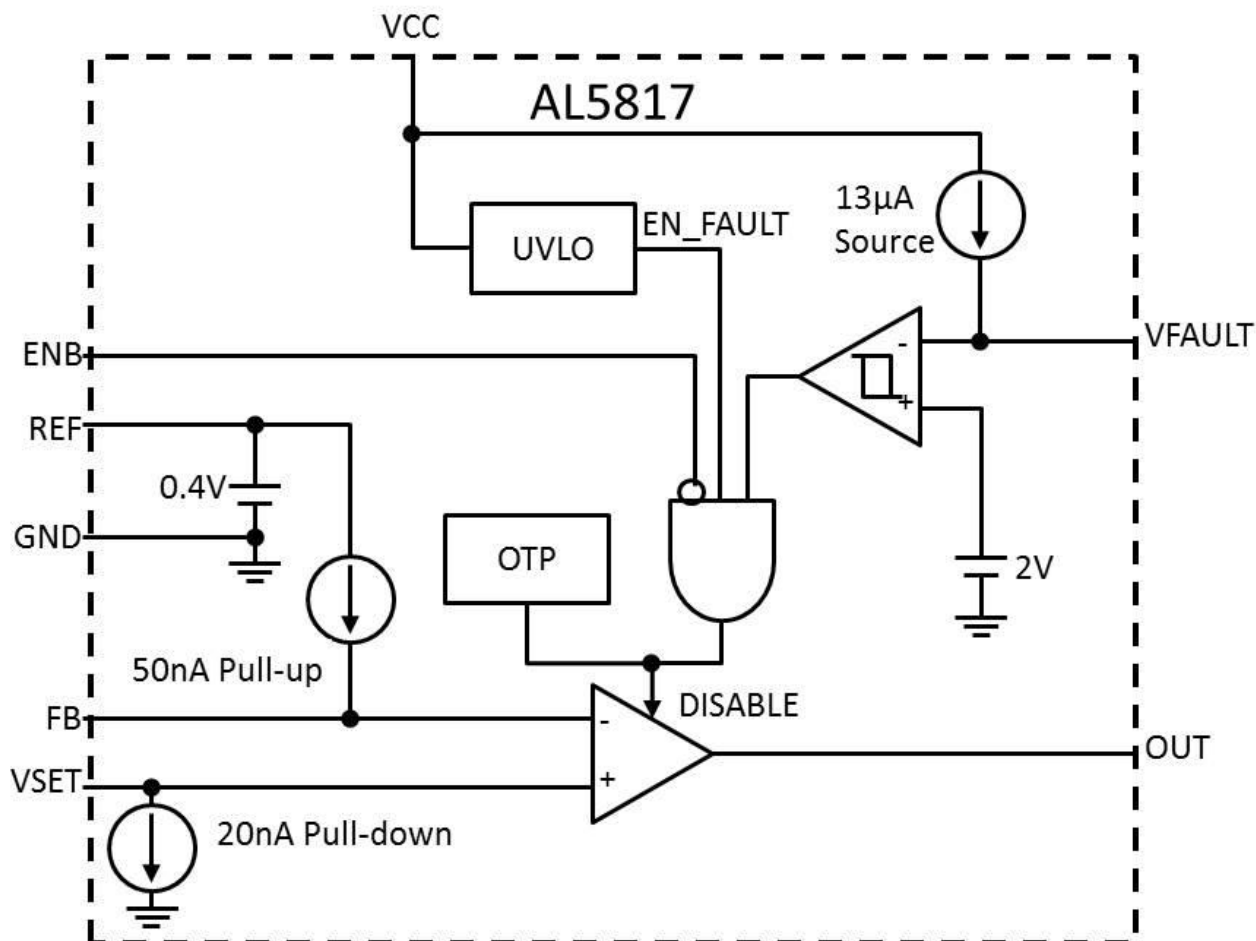 VCC
AL5817
13µA
Source
EN_FAULT
UVLO
ENB
-
VFAULT
+
REF
0.4V
GND
OTP
2V
50nA Pull-up
DISABLE
FB
-
OUT
VSET
+
20nA Pull-down